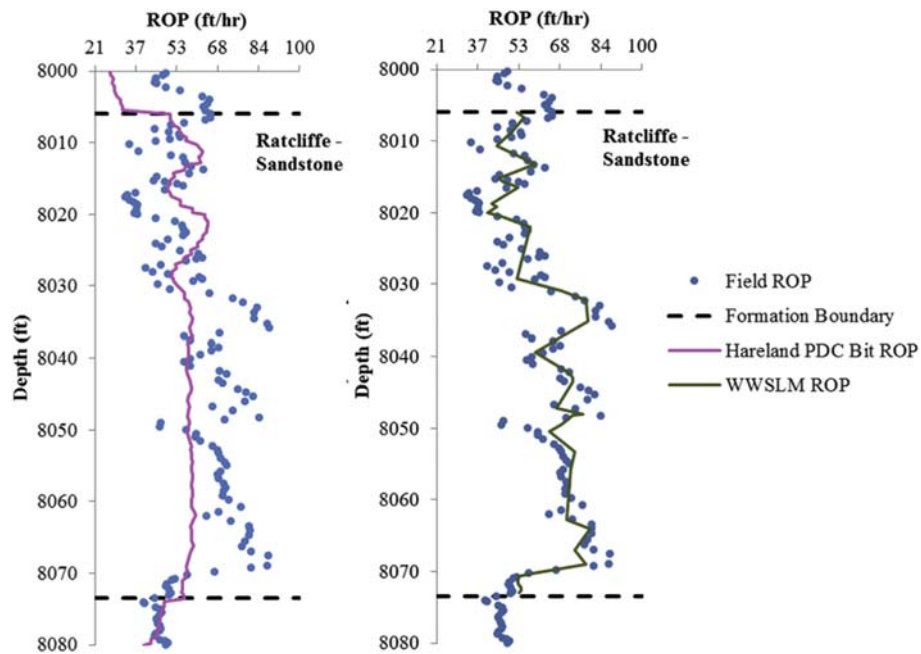 ROP (ft/hr)
21 37 53 68 84 100
8000
8010
8020
8030
8040
8050
8060
8070
8080
Depth (ft)
Ratcliffe -
Sandstone
ROP (ft/hr)
21 37 53 68 84 100
8000
8010
8020
8030
8040
8050
8060
8070
8080
Depth (ft)
Ratcliffe -
Sandstone
Field ROP
Formation Boundary
Hareland PDC Bit ROP
WWSLM ROP